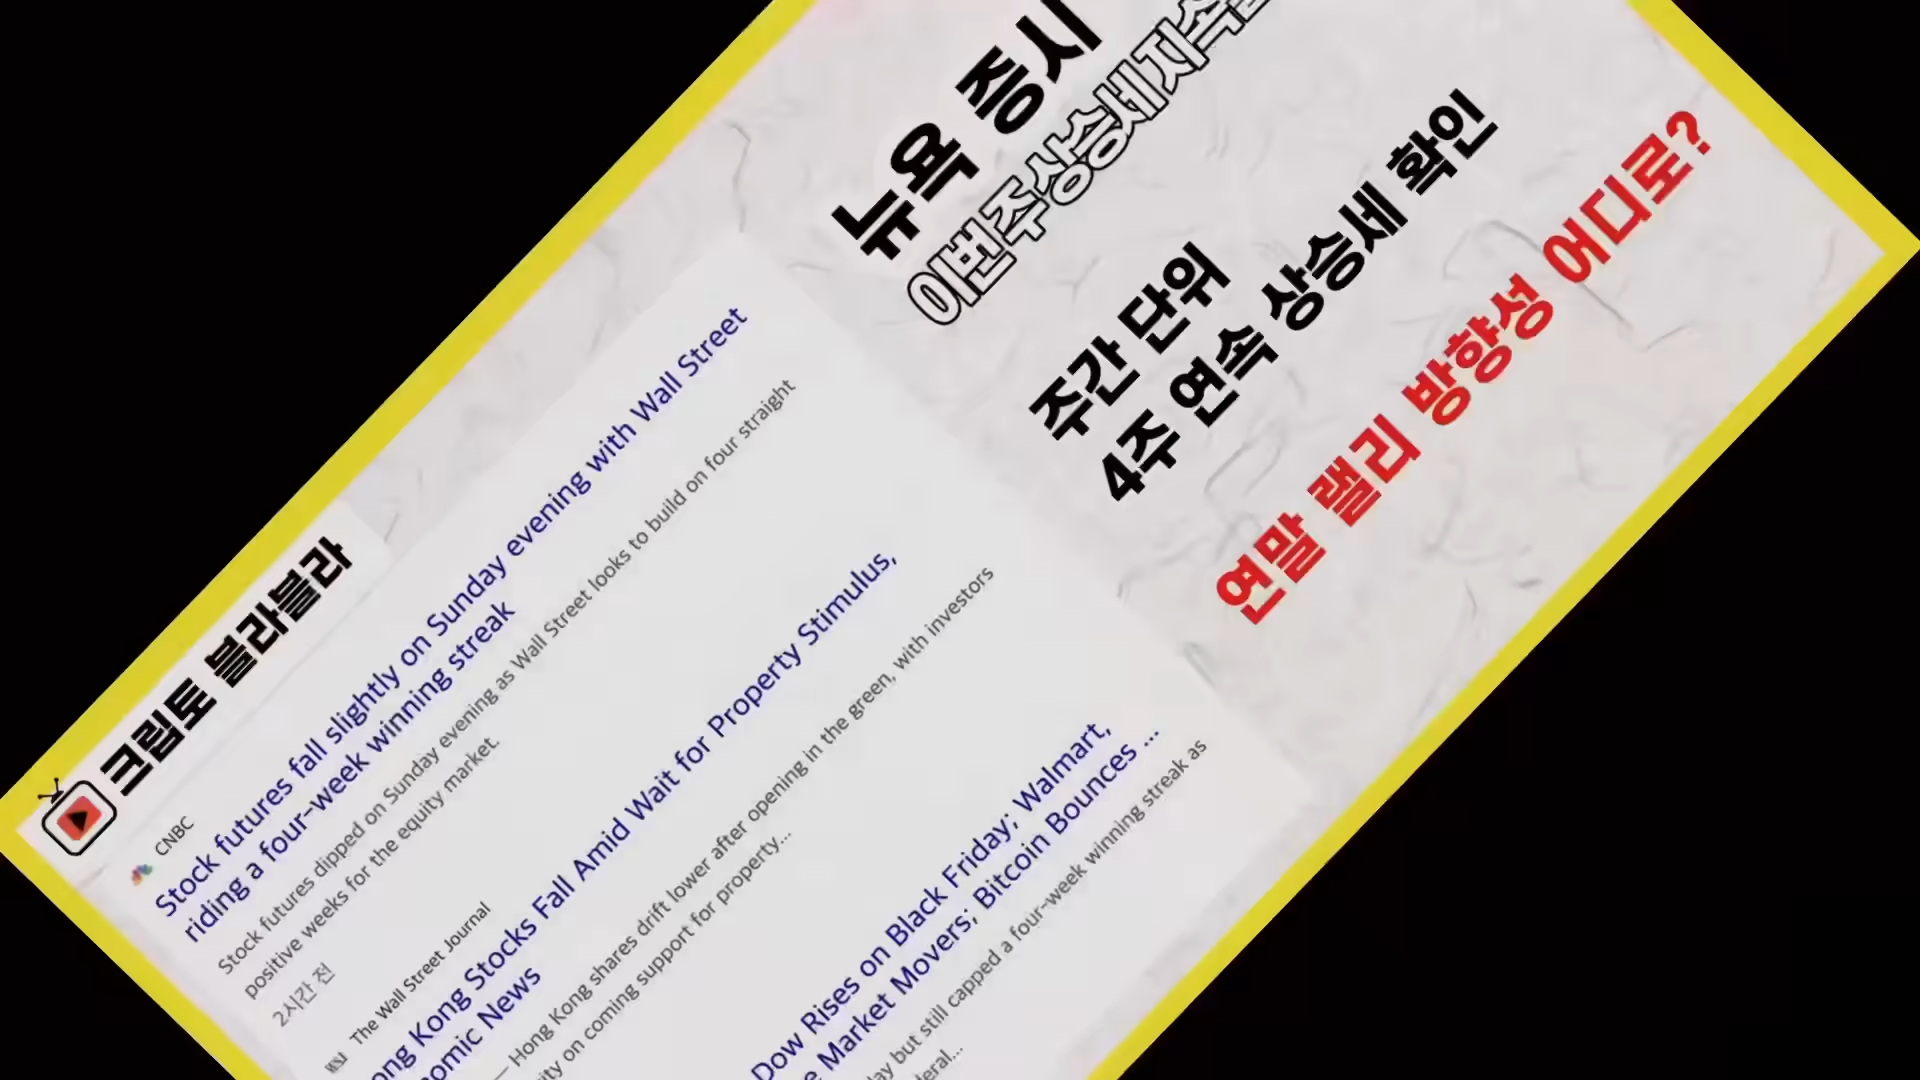 크립토 블라블라
CNBC
Stock futures fall slightly on Sunday evening with Wall Street
riding a four-week winning streak
Stock futures dipped on Sunday evening as Wall Street looks to build on four straight
positive weeks for the equity market.
2시간 전
WSJ The Wall Street Journal
Kong Stocks Fall Amid Wait for Property Stimulus,
News
— Hong Kong shares drift lower after opening in the green, with investors
on coming support for property...
Dow Rises on Black Friday; Walmart,
Market Movers; Bitcoin Bounces ...
but still capped a four-week winning streak as
뉴욕 증시
이번주 상승세 지속
주간 단위
4주 연속 상승세 확인
연말 랠리 방향성 어디로?